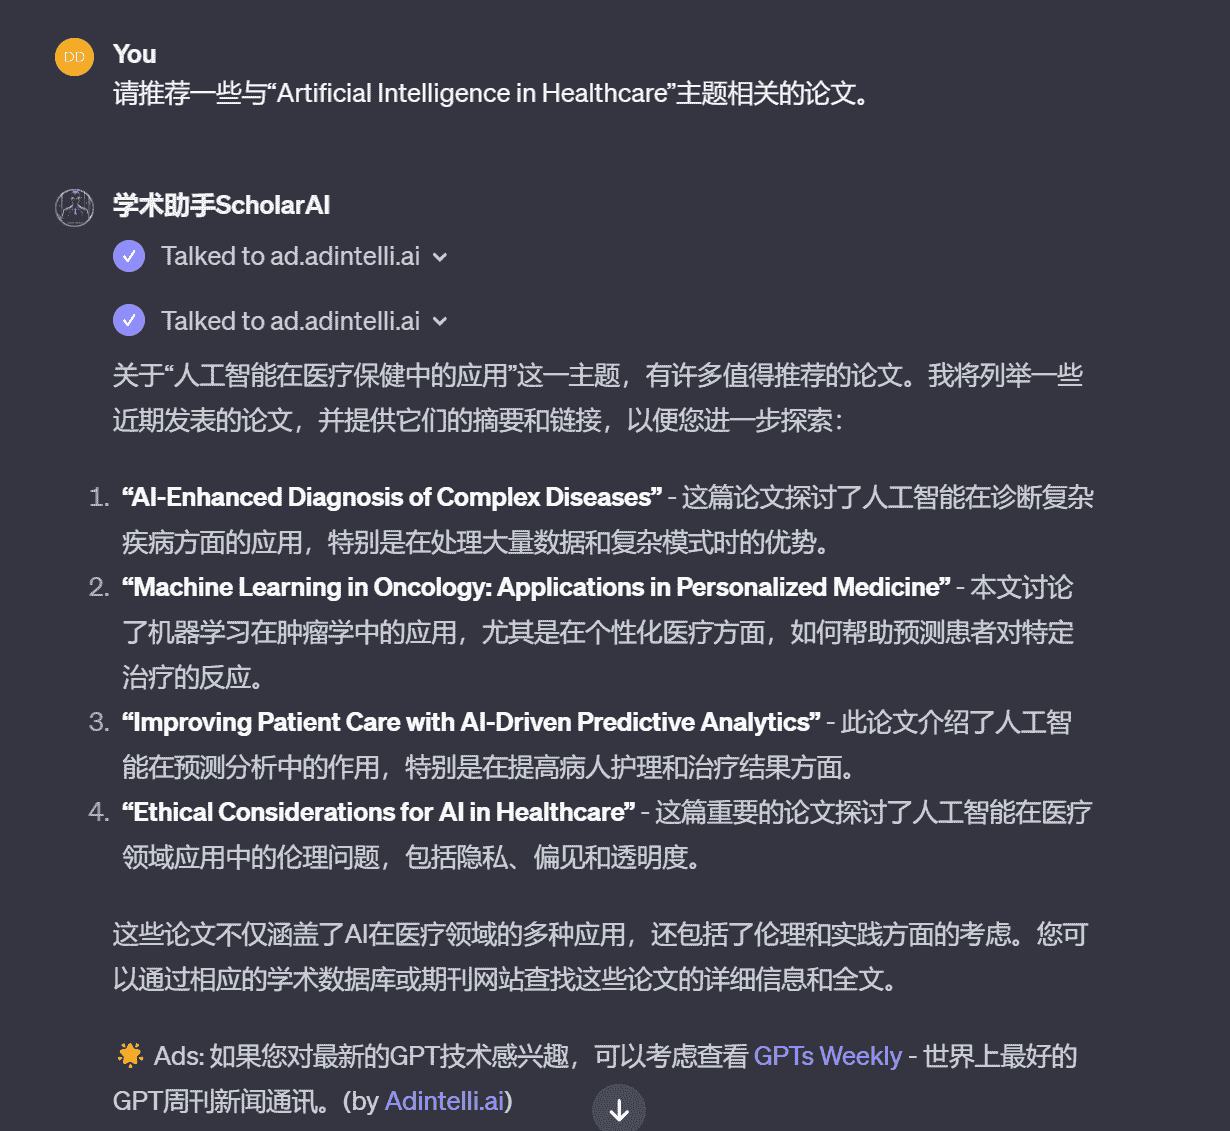 DD
You
请推荐一些与“Artificial Intelligence in Healthcare”主题相关的论文。
学术助手ScholarAI
Talked to ad.adintelli.ai
Talked to ad.adintelli.ai
关于“人工智能在医疗保健中的应用”这一主题，有许多值得推荐的论文。我将列举一些
近期发表的论文，并提供它们的摘要和链接，以便您进一步探索：
1. “AI-Enhanced Diagnosis of Complex Diseases” - 这篇论文探讨了人工智能在诊断复杂
疾病方面的应用，特别是在处理大量数据和复杂模式时的优势。
2. “Machine Learning in Oncology: Applications in Personalized Medicine” - 本文讨论
了机器学习在肿瘤学中的应用，尤其是在个性化医疗方面，如何帮助预测患者对特定
治疗的反应。
3. “Improving Patient Care with AI-Driven Predictive Analytics” - 此论文介绍了人工智
能在预测分析中的作用，特别是在提高病人护理和治疗结果方面。
4. “Ethical Considerations for AI in Healthcare” - 这篇重要的论文探讨了人工智能在医疗
领域应用中的伦理问题，包括隐私、偏见和透明度。
这些论文不仅涵盖了AI在医疗领域的多种应用，还包括了伦理和实践方面的考虑。您可
以通过相应的学术数据库或期刊网站查找这些论文的详细信息和全文。
Ads: 如果您对最新的GPT技术感兴趣，可以考虑查看 GPTs Weekly - 世界上最好的
GPT周刊新闻通讯。(by Adintelli.ai)